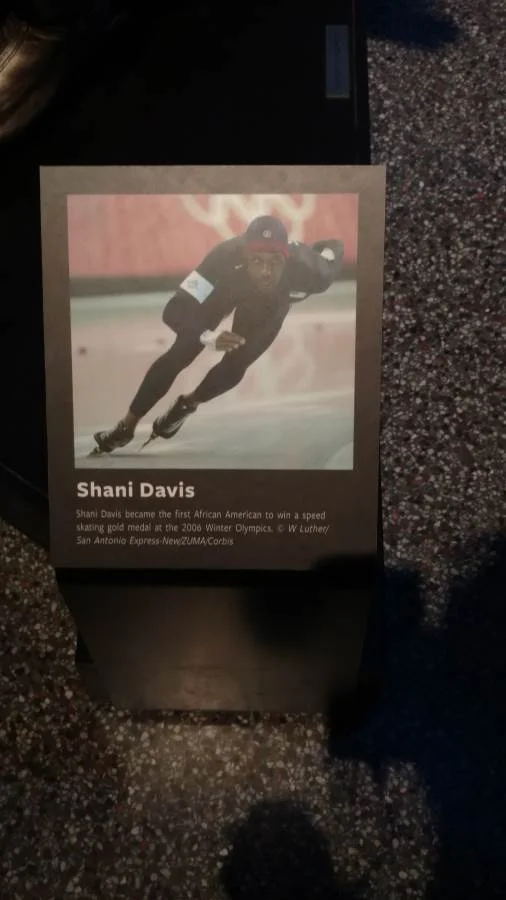 Shani Davis
Shani Davis became the first African American to win a speed
skating gold medal at the 2006 Winter Olympics. © W Luther/
San Antonio Express-New/ZUMA/Corbis